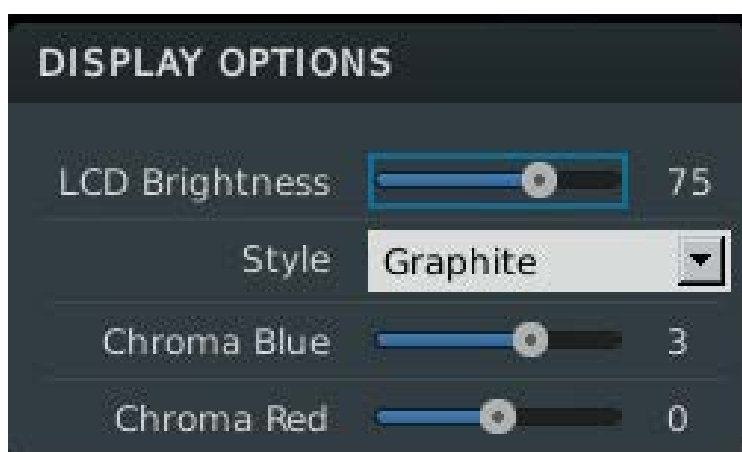 DISPLAY OPTIONS
LCD Brightness 75
Style Graphite
Chroma Blue 3
Chroma Red 0